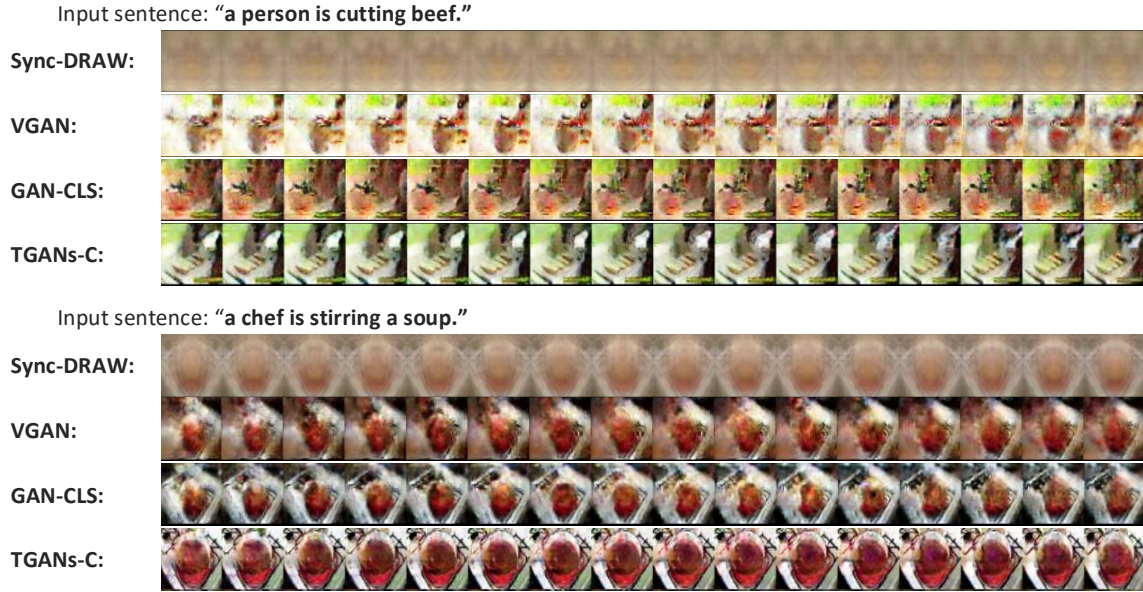 Input sentence: “a person is cutting beef.”
Sync-DRAW:
VGAN:
GAN-CLS:
TGANs-C:
Input sentence: “a chef is stirring a soup.”
Sync-DRAW:
VGAN:
GAN-CLS:
TGANs-C: